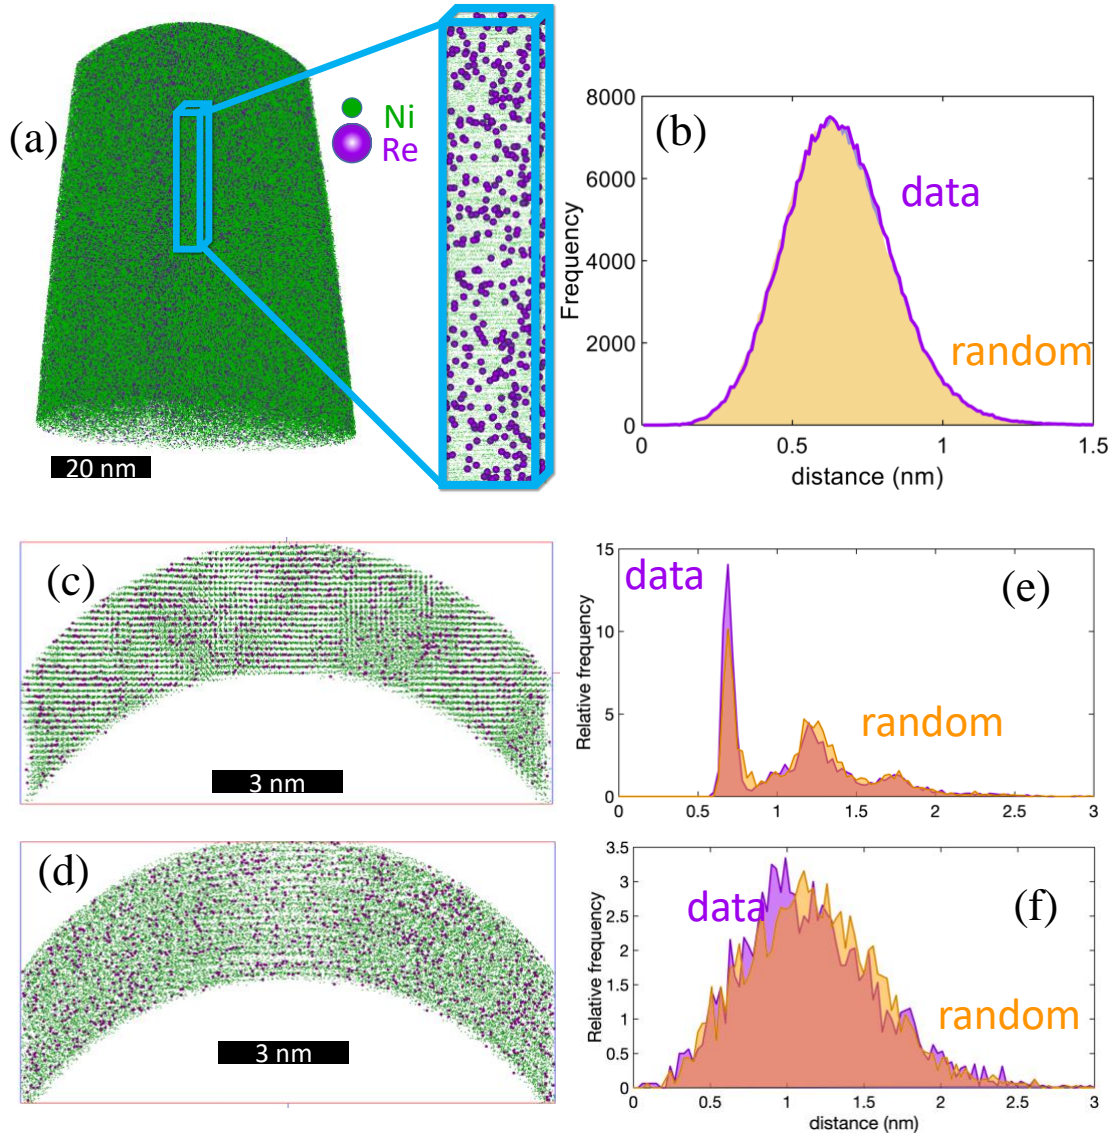 (a)
Ni
Re
20 nm
(b)
8000
6000
4000
2000
0
Frequency
data
random
0 0.5 1 1.5
distance (nm)
(c)
3 nm
(d)
3 nm
(e)
15
10
5
0
Relative frequency
data
random
0 0.5 1 1.5 2 2.5 3
(f)
3.5
3
2.5
2
1.5
1
0.5
0
Relative frequency
data
random
0 0.5 1 1.5 2 2.5 3
distance (nm)